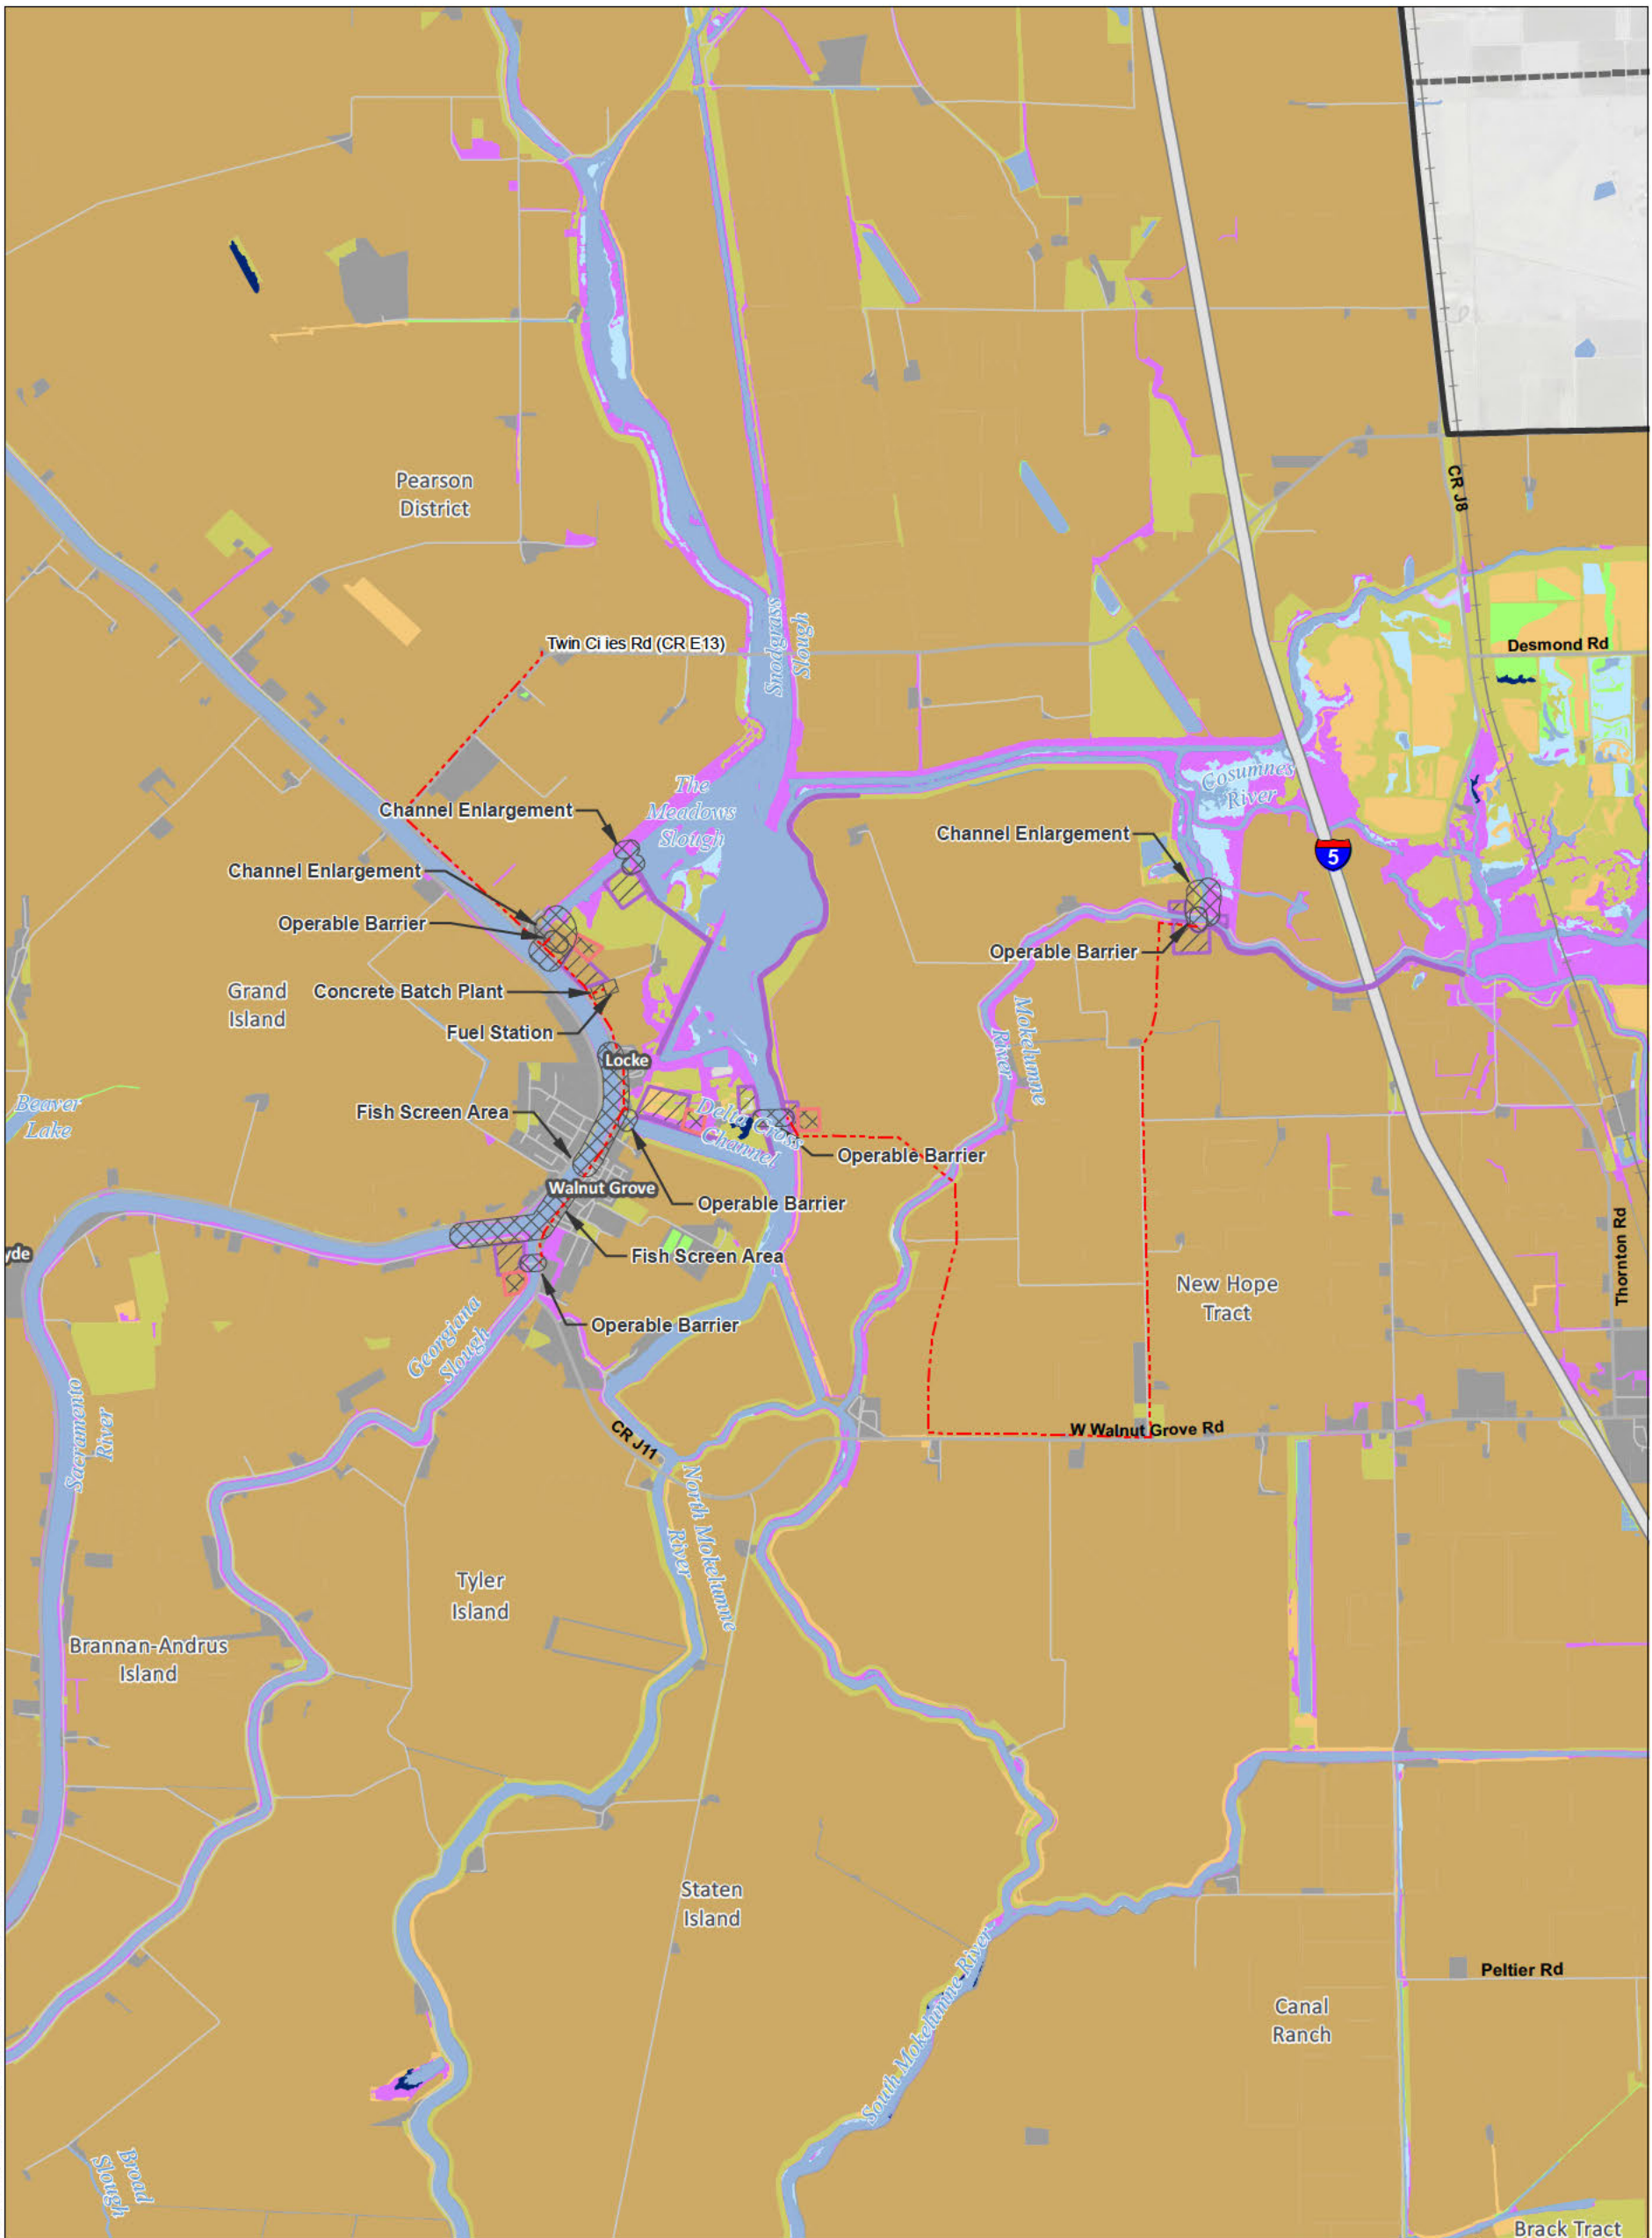 Pearson
District
CR J8
Twin Ci ies Rd (CR E13)
Snodgrass
Slough
Desmond Rd
The
Meadows
Slough
Cosumnes
River
Channel Enlargement
Channel Enlargement
5
Channel Enlargement
Operable Barrier
Operable Barrier
Grand
Island
Concrete Batch Plant
Fuel Station
Mokelumne
River
Locke
Beaver
Lake
Fish Screen Area
Delta Cross
Channel
Operable Barrier
Walnut Grove
Operable Barrier
yde
Fish Screen Area
New Hope
Tract
Thornton Rd
Operable Barrier
Georgiana
Slough
Sacramento
River
CR J11
W Walnut Grove Rd
North Mokelumne
River
Tyler
Island
Brannan-Andrus
Island
Staten
Island
South Mokelumne River
Peltier Rd
Canal
Ranch
Broad
Slough
Brack Tract